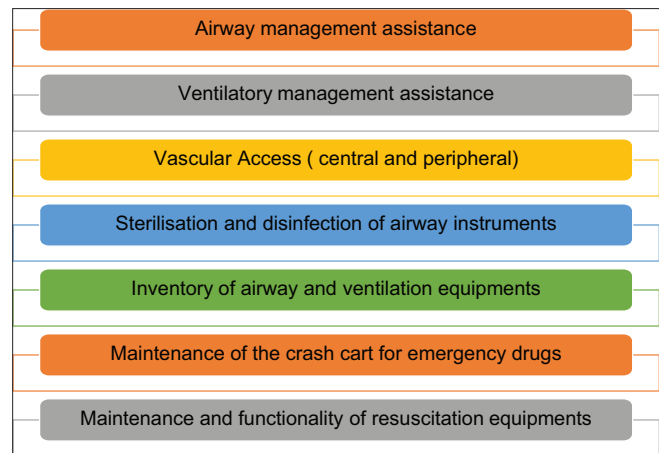 Airway management assistance
Ventilatory management assistance
Vascular Access ( central and peripheral)
Sterilisation and disinfection of airway instruments
Inventory of airway and ventilation equipments
Maintenance of the crash cart for emergency drugs
Maintenance and functionality of resuscitation equipments